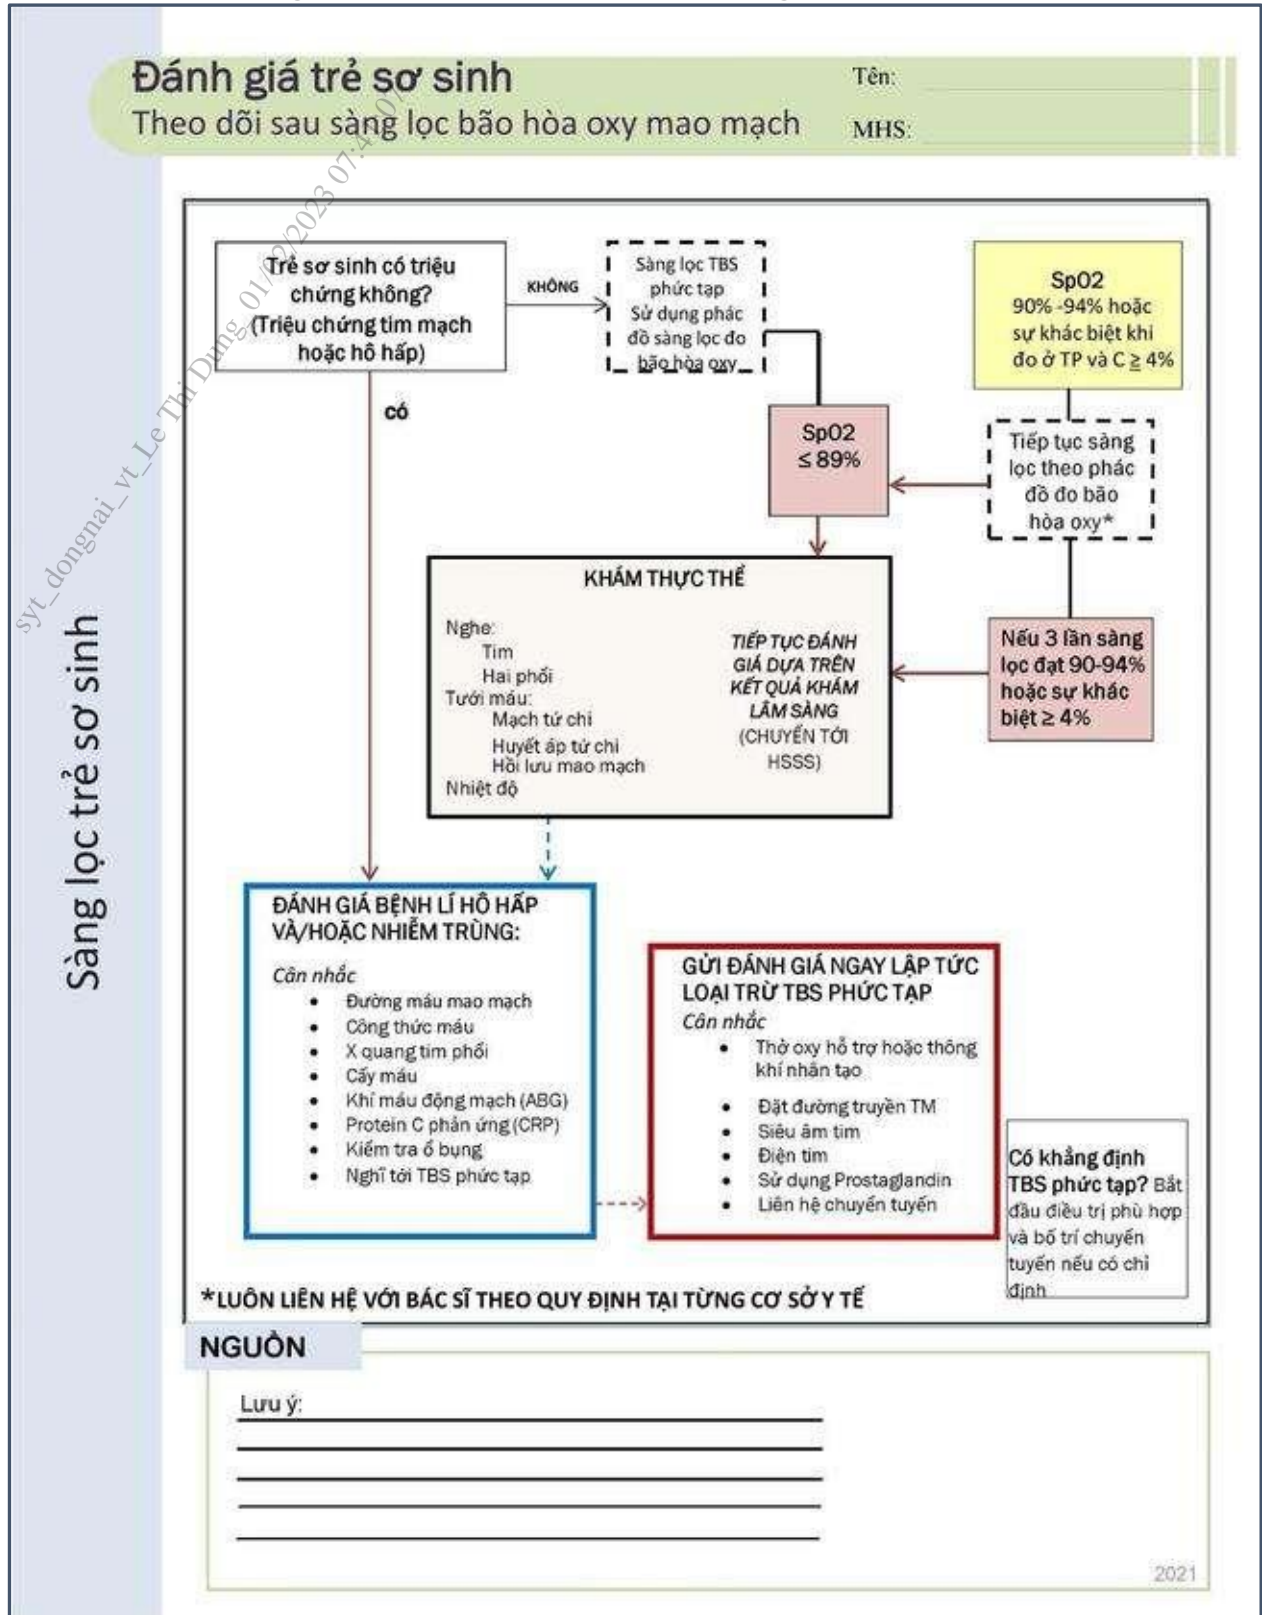 Đánh giá trẻ sơ sinh
Theo dõi sau sàng lọc bão hòa oxy mao mạch
Tên:
MHS:
syt_dongnai_vt_Le Thi Dung_01/02/2023 07:4
Sàng lọc trẻ sơ sinh
Trẻ sơ sinh có triệu
chứng không?
(Triệu chứng tim mạch
hoặc hô hấp)
KHÔNG
Sàng lọc TBS
phức tạp
Sử dụng phác
đồ sàng lọc đo
bão hòa oxy
SpO2
90% -94% hoặc
sự khác biệt khi
đo ở TP và C ≥ 4%
có
SpO2
≤ 89%
Tiếp tục sàng
lọc theo phác
đồ đo bão
hòa oxy*
KHÁM THỰC THỂ
Nghe:
Tim
Hai phổi
Tưới máu:
Mạch tứ chi
Huyết áp tứ chi
Hồi lưu mao mạch
Nhiệt độ
TIẾP TỤC ĐÁNH
GIÁ DỰA TRÊN
KẾT QUẢ KHÁM
LÂM SÀNG
(CHUYỂN TỚI
HSSS)
Nếu 3 lần sàng
lọc đạt 90-94%
hoặc sự khác
biệt ≥ 4%
ĐÁNH GIÁ BỆNH LÍ HÔ HẤP
VÀ/HOẶC NHIỄM TRÙNG:
Cân nhắc
• Đường máu mao mạch
• Công thức máu
• X quang tim phổi
• Cấy máu
• Khí máu động mạch (ABG)
• Protein C phản ứng (CRP)
• Kiểm tra ổ bụng
• Nghĩ tới TBS phức tạp
GỬI ĐÁNH GIÁ NGAY LẬP TỨC
LOẠI TRỪ TBS PHỨC TẠP
Cân nhắc
• Thở oxy hỗ trợ hoặc thông
khí nhân tạo
• Đặt đường truyền TM
• Siêu âm tim
• Điện tim
• Sử dụng Prostaglandin
• Liên hệ chuyển tuyến
Có khẳng định
TBS phức tạp? Bắt
đầu điều trị phù hợp
và bố trí chuyển
tuyến nếu có chỉ
định
*LUÔN LIÊN HỆ VỚI BÁC SĨ THEO QUY ĐỊNH TẠI TỪNG CƠ SỞ Y TẾ
NGUỒN
Lưu ý:
2021